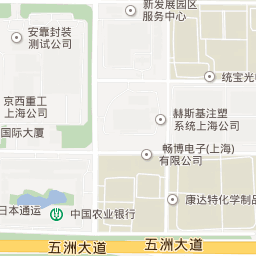 新发展园区
服务中心
安靠封装
测试公司
统宝光电
京西重工
上海公司
赫斯基注塑
系统上海公司
国际大厦
畅博电子(上海)
有限公司
康达特化学制品
日本通运
中国农业银行
五洲大道
五洲大道